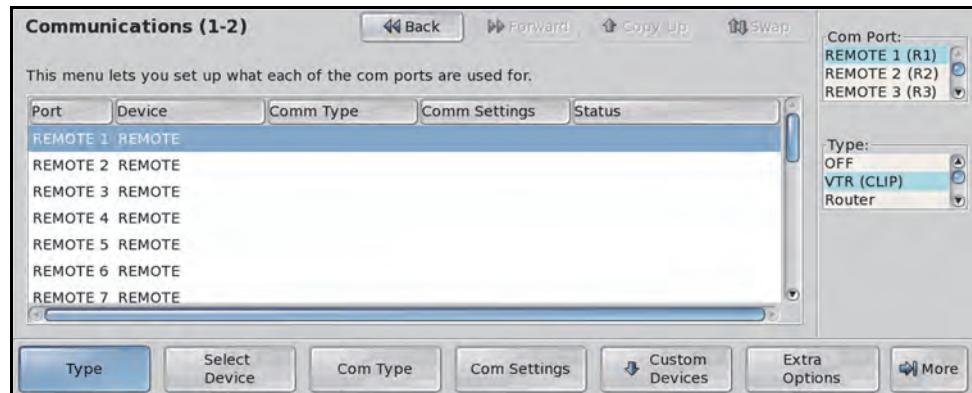 Communications (1-2)
Back
Forward
Copy Up
Swap
This menu lets you set up what each of the com ports are used for.
Port Device Comm Type Comm Settings Status
REMOTE 1 REMOTE
REMOTE 2 REMOTE
REMOTE 3 REMOTE
REMOTE 4 REMOTE
REMOTE 5 REMOTE
REMOTE 6 REMOTE
REMOTE 7 REMOTE
Com Port:
REMOTE 1 (R1)
REMOTE 2 (R2)
REMOTE 3 (R3)
Type:
OFF
VTR (CLIP)
Router
Type
Select
Device
Com Type
Com Settings
Custom
Devices
Extra
Options
More